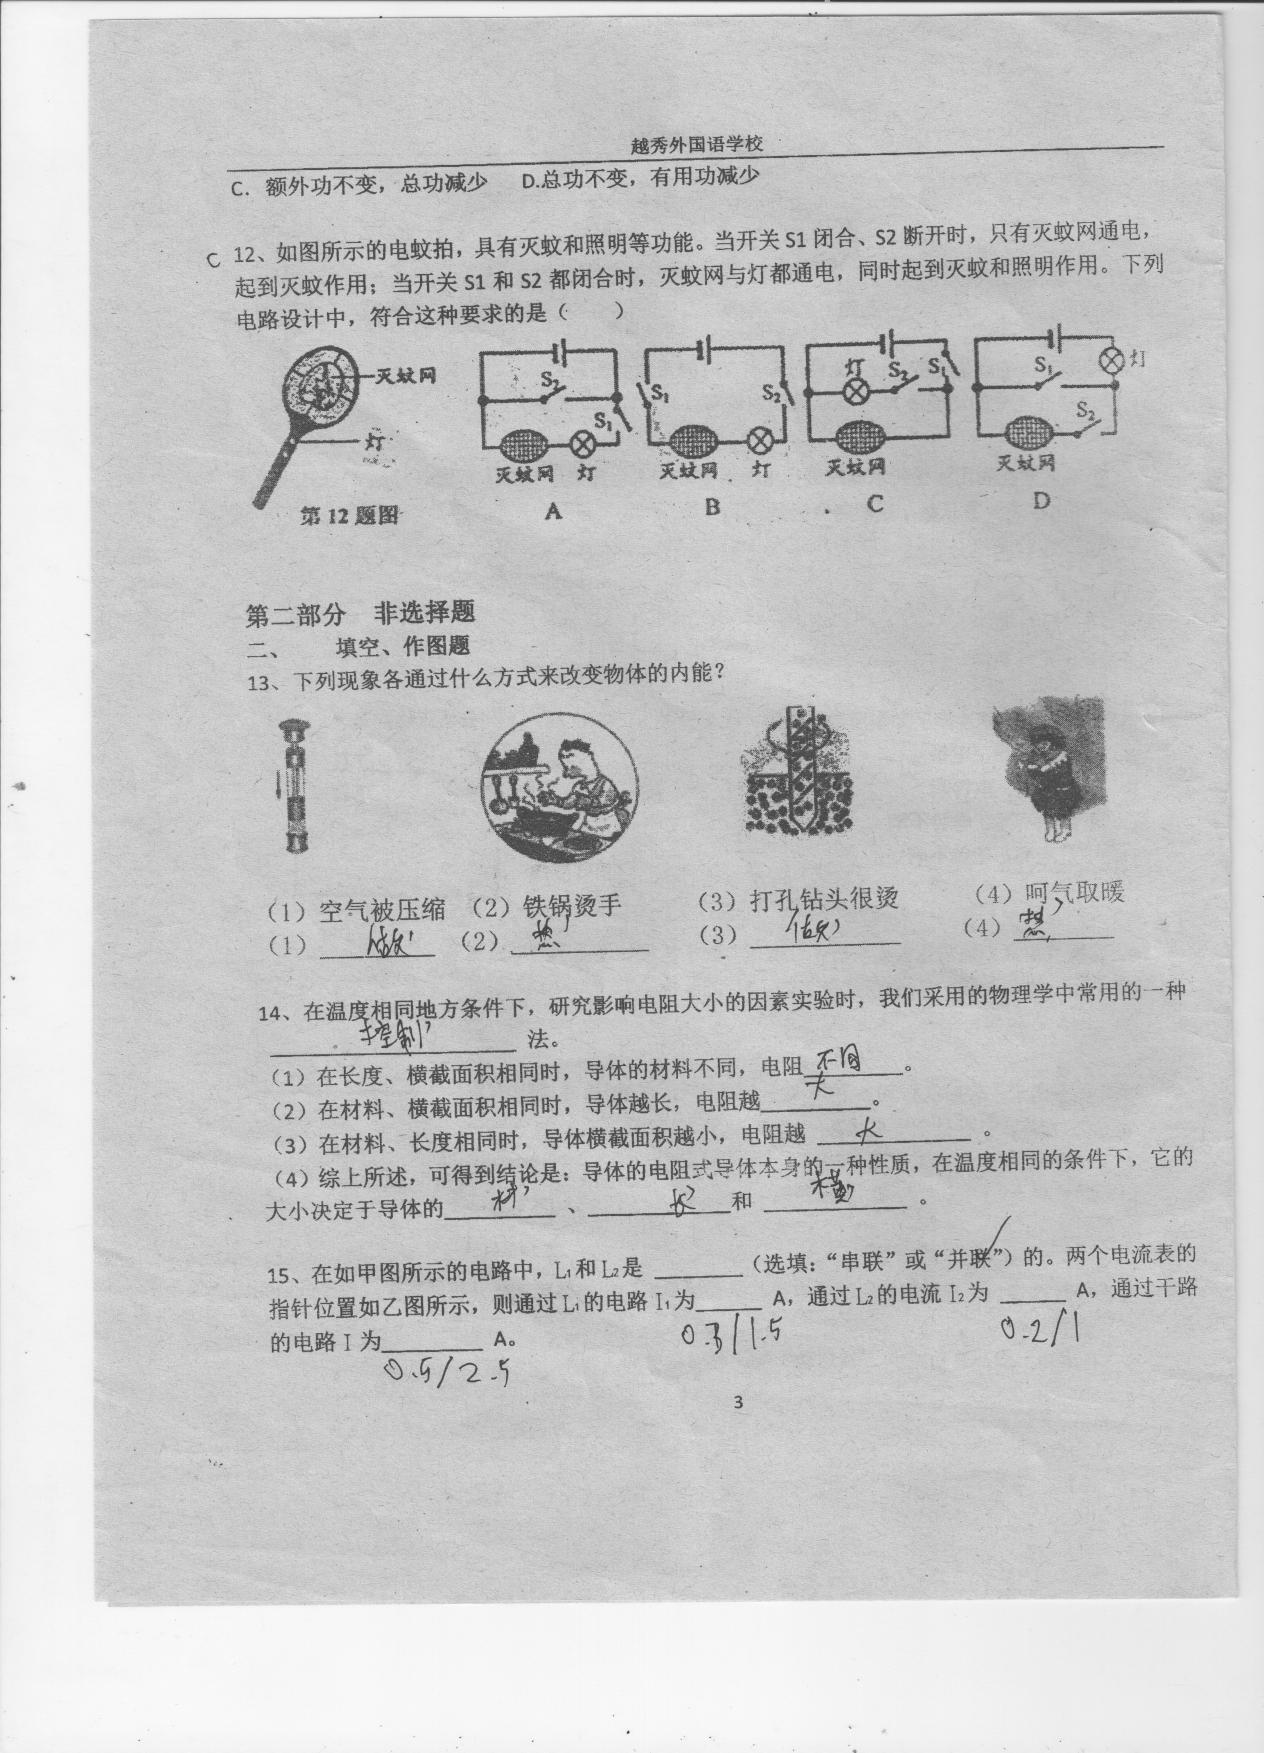 越秀外国语学校
C．额外功不变，总功减少 D.总功不变，有用功减少
C 12、如图所示的电蚊拍，具有灭蚊和照明等功能。当开关 S1 闭合、S2 断开时，只有灭蚊网通电，
起到灭蚊作用；当开关 S1 和 S2 都闭合时，灭蚊网与灯都通电，同时起到灭蚊和照明作用。下列
电路设计中，符合这种要求的是（ ）
灭蚊网
灯
第12题图
S₂
S₁
灭蚊网 灯
A
S₁
S₂
灭蚊网 灯
B
灯 S₂ S₁
灭蚊网
C
灯
S₁
S₂
灭蚊网
D
第二部分 非选择题
二、 填空、作图题
13、下列现象各通过什么方式来改变物体的内能？
（1）空气被压缩 （2）铁锅烫手 （3）打孔钻头很烫 （4）呵气取暖
（1）做 （2）热 （3）做 （4）热
14、在温度相同地方条件下，研究影响电阻大小的因素实验时，我们采用的物理学中常用的一种
控制 法。
（1）在长度、横截面积相同时，导体的材料不同，电阻不同。
（2）在材料、横截面积相同时，导体越长，电阻越大。
（3）在材料、长度相同时，导体横截面积越小，电阻越 大 。
（4）综上所述，可得到结论是：导体的电阻式导体本身的一种性质，在温度相同的条件下，它的
大小决定于导体的 材 、 长 和 横 。
15、在如甲图所示的电路中，L₁和 L₂是 （选填：“串联”或“并联”）的。两个电流表的
指针位置如乙图所示，则通过 L₁的电路 I₁为 A，通过 L₂的电流 I₂为 A，通过干路
0.3/1.5 0.2/1
的电路 I 为 A。
0.5/2.5
3